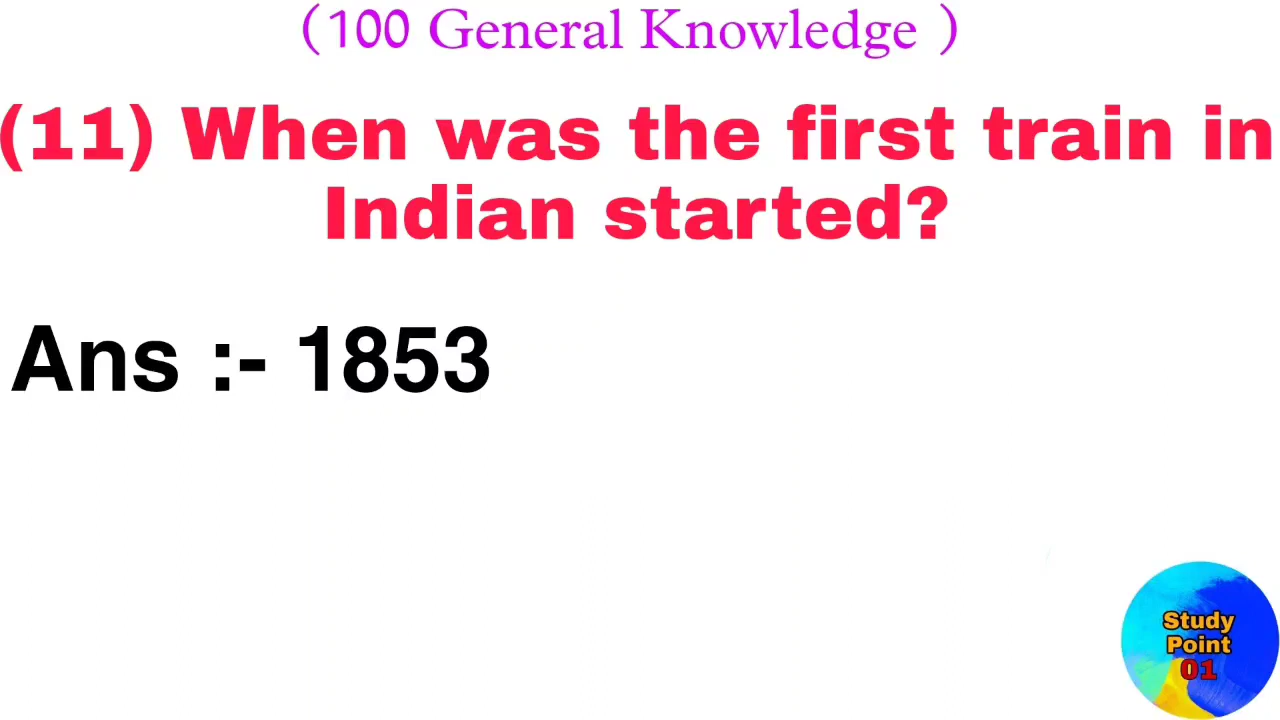 (100 General Knowledge )
(11) When was the first train in
Indian started?
Ans :- 1853
Study
Point
01